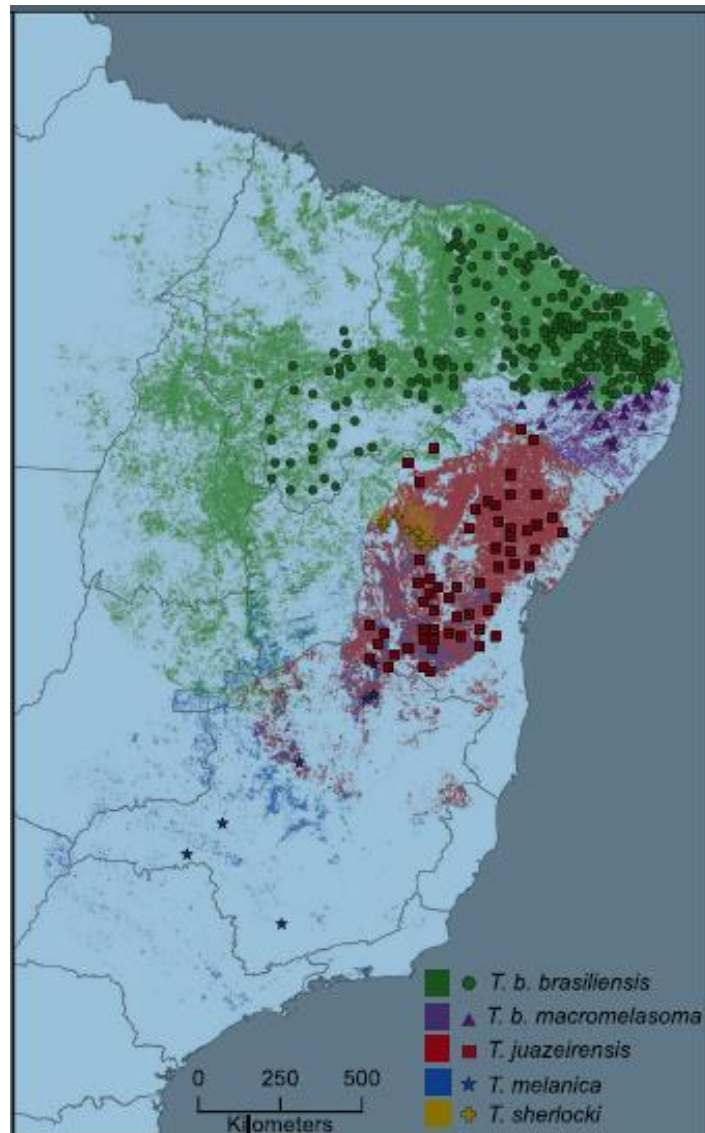 T. b. brasiliensis
T. b. macromelasoma
T. juazeirensis
T. melanica
T. sherlocki
0 250 500
Kilometers